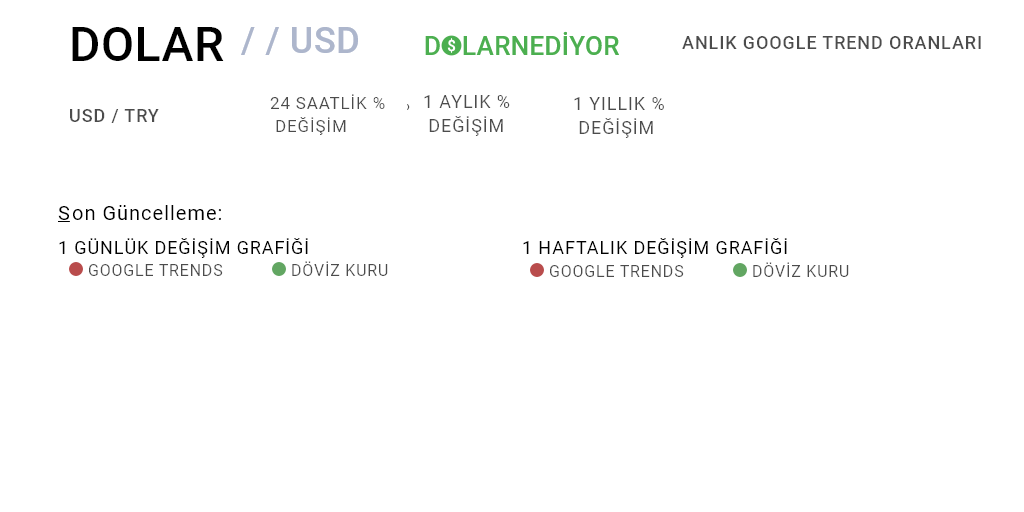 DOLAR / / USD
DOLARNEDİYOR
ANLIK GOOGLE TREND ORANLARI
USD / TRY
24 SAATLİK %
DEĞİŞİM
1 AYLIK %
DEĞİŞİM
1 YILLIK %
DEĞİŞİM
Son Güncelleme:
1 GÜNLÜK DEĞİŞİM GRAFİĞİ
GOOGLE TRENDS DÖVİZ KURU
1 HAFTALIK DEĞİŞİM GRAFİĞİ
GOOGLE TRENDS DÖVİZ KURU